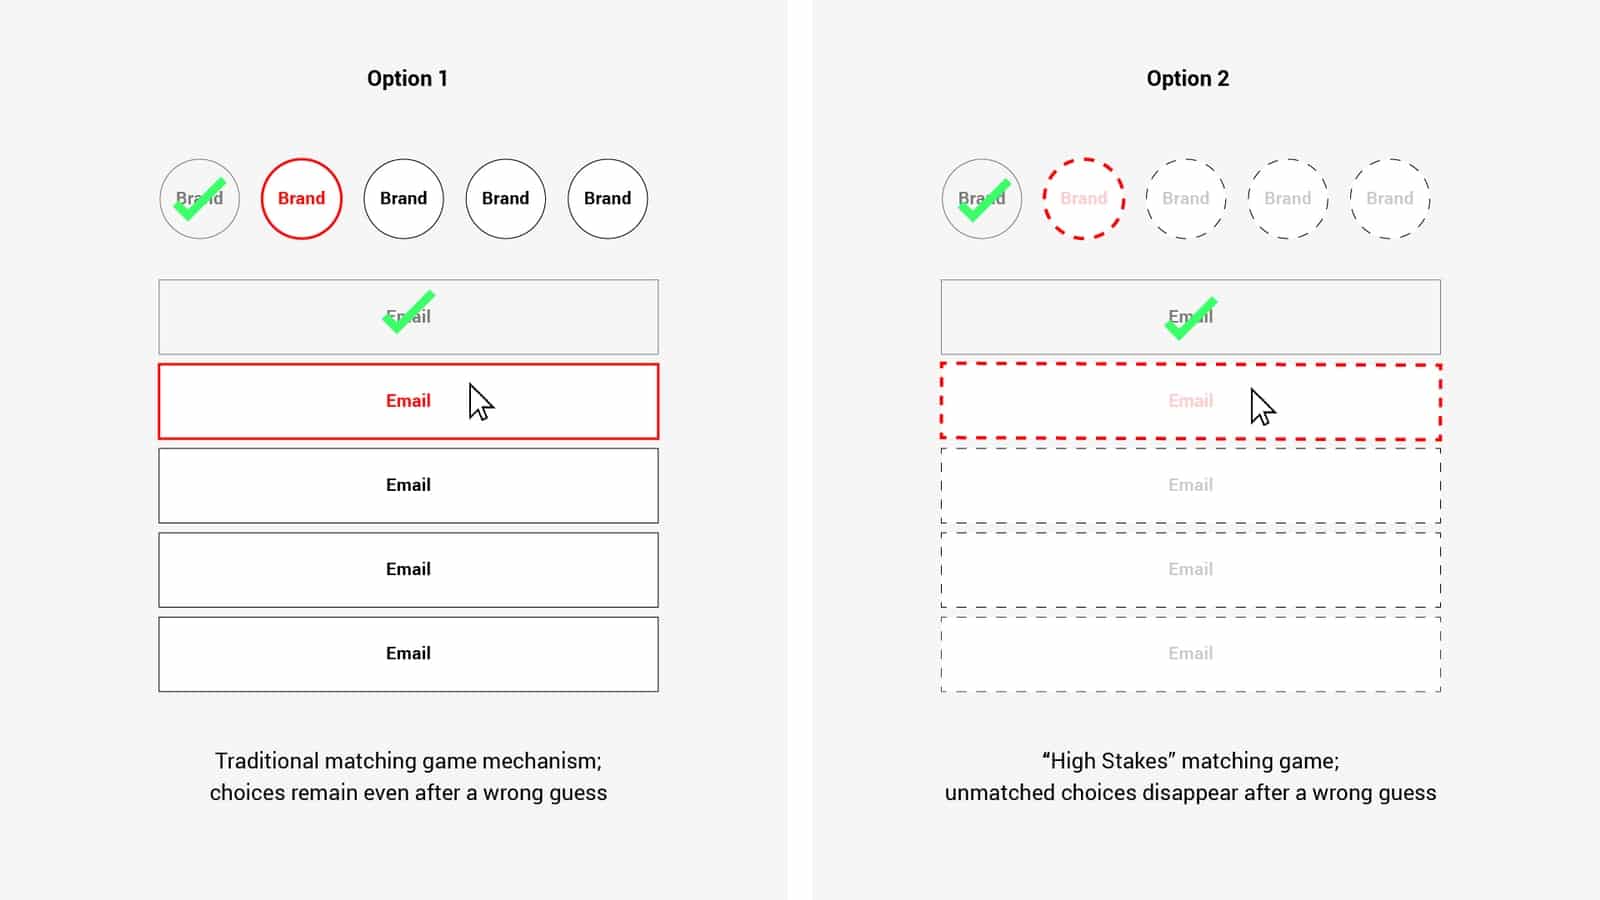 Option 1
Brand Brand Brand Brand Brand
Email
Email
Email
Email
Email
Traditional matching game mechanism;
choices remain even after a wrong guess
Option 2
Brand Brand Brand Brand Brand
Email
Email
Email
Email
Email
“High Stakes” matching game;
unmatched choices disappear after a wrong guess